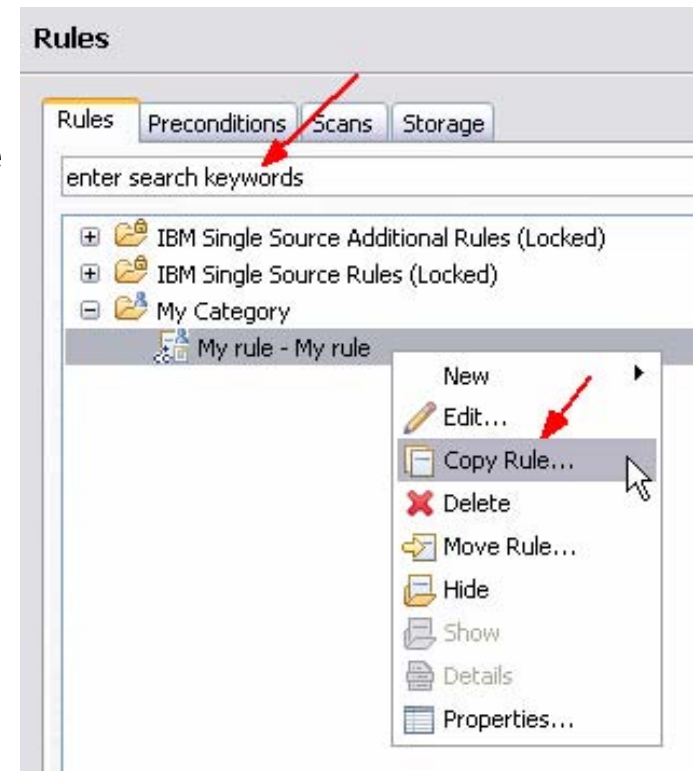 Rules
Rules Preconditions Scans Storage
enter search keywords
IBM Single Source Additional Rules (Locked)
IBM Single Source Rules (Locked)
My Category
My rule - My rule
New
Edit...
Copy Rule...
Delete
Move Rule...
Hide
Show
Details
Properties...